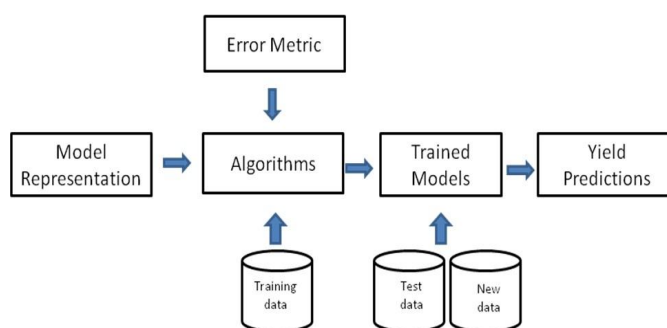 Error Metric
Model
Representation
Algorithms
Trained
Models
Yield
Predictions
Training
data
Test
data
New
data